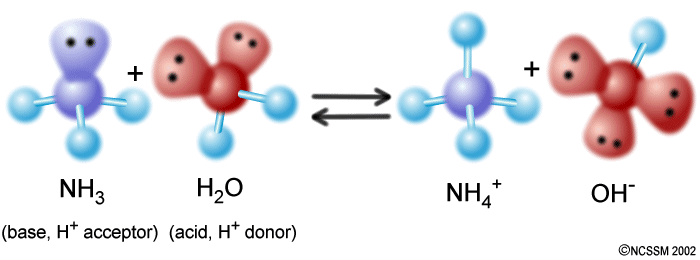 + +
NH₃ H₂O NH₄⁺ OH⁻
(base, H⁺ acceptor) (acid, H⁺ donor)
©NCSSM 2002